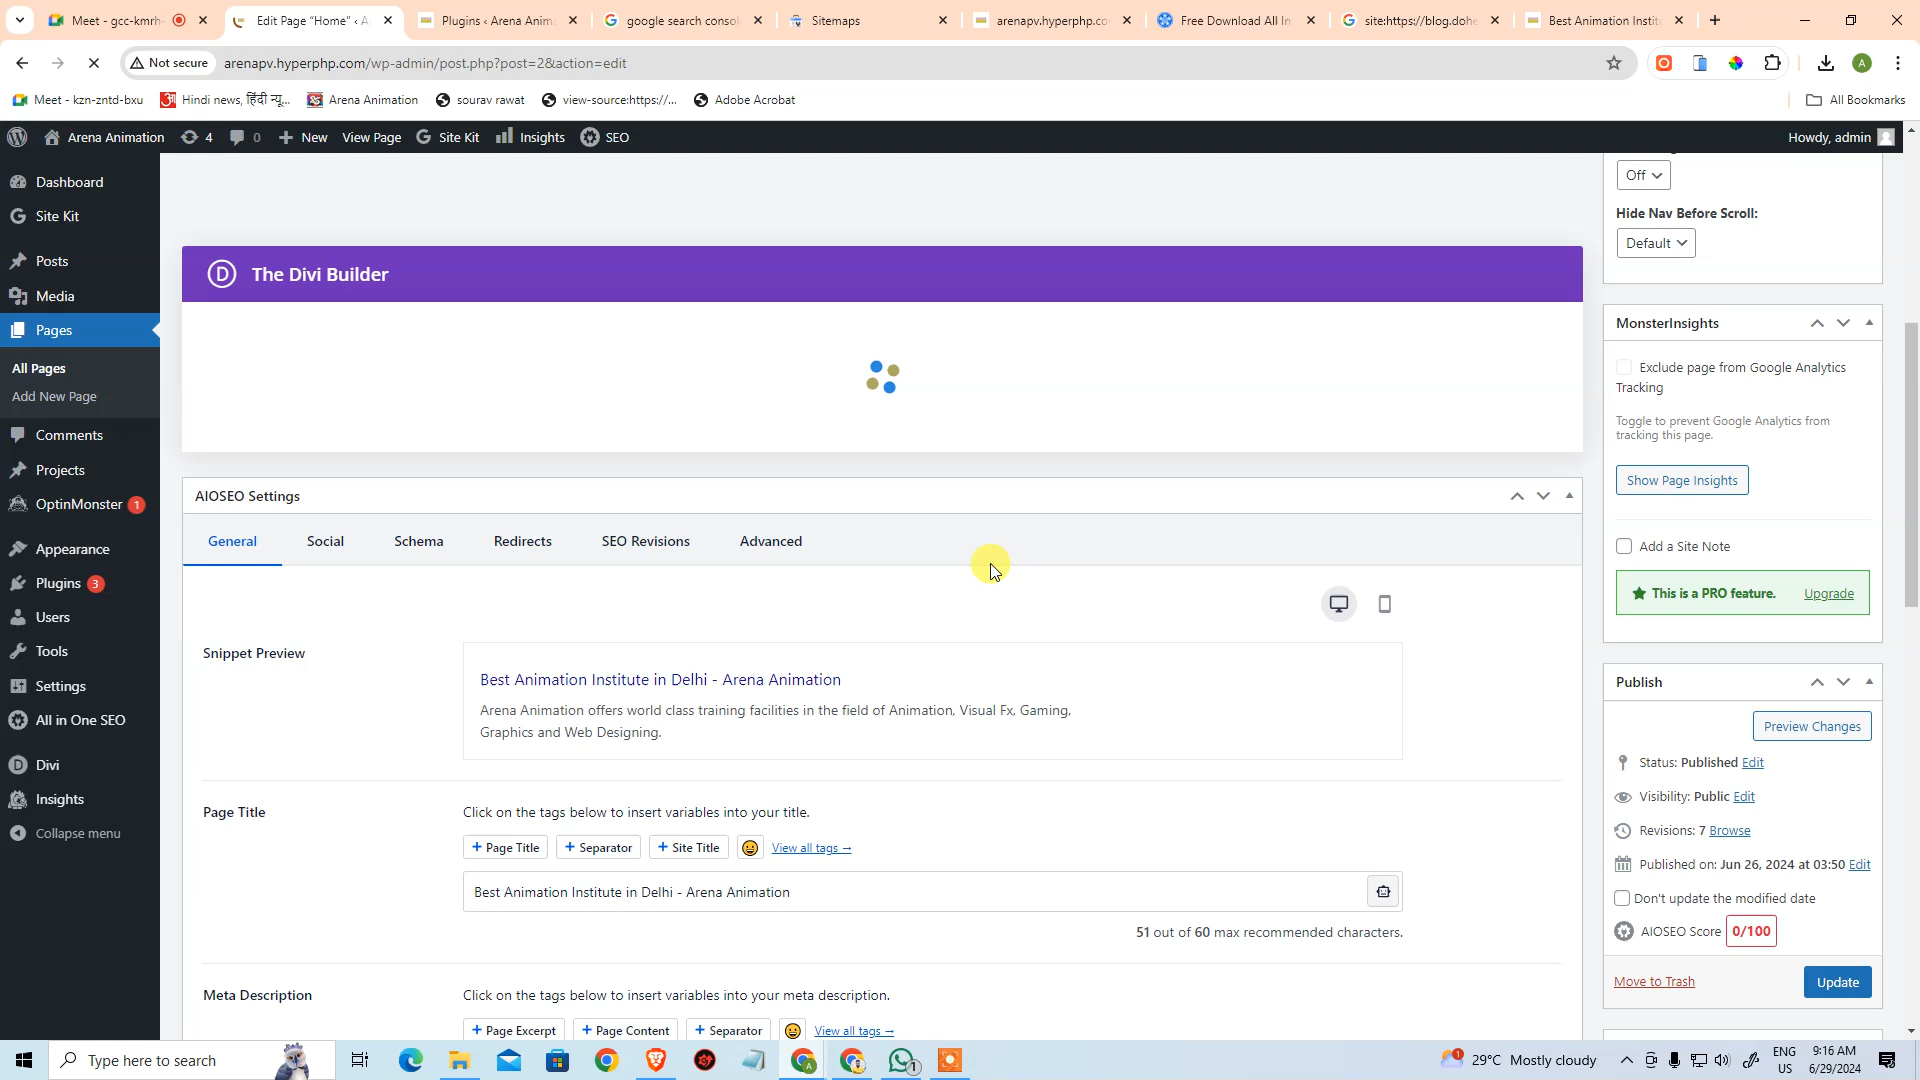 Meet - gcc-kmrh-
Edit Page “Home” ‹ A
Plugins ‹ Arena Anim
google search conso
Sitemaps
arenapv.hyperphp.co
Free Download All In
site:https://blog.dohe
Best Animation Instit
Not secure
arenapv.hyperphp.com/wp-admin/post.php?post=2&action=edit
A
Meet - kzn-zntd-bxu
Hindi news, हिंदी न्यू...
Arena Animation
sourav rawat
view-source:https://...
Adobe Acrobat
All Bookmarks
Arena Animation
4
0
New
View Page
Site Kit
Insights
SEO
Howdy, admin
Dashboard
Site Kit
Posts
Media
Pages
All Pages
Add New Page
Comments
Projects
OptinMonster 1
Appearance
Plugins 3
Users
Tools
Settings
All in One SEO
Divi
Insights
Collapse menu
D The Divi Builder
AIOSEO Settings
General
Social
Schema
Redirects
SEO Revisions
Advanced
Snippet Preview
Best Animation Institute in Delhi - Arena Animation
Arena Animation offers world class training facilities in the field of Animation, Visual Fx, Gaming,
Graphics and Web Designing.
Page Title
Click on the tags below to insert variables into your title.
+ Page Title
+ Separator
+ Site Title
View all tags →
Best Animation Institute in Delhi - Arena Animation
51 out of 60 max recommended characters.
Meta Description
Click on the tags below to insert variables into your meta description.
+ Page Excerpt
+ Page Content
+ Separator
View all tags →
Off
Hide Nav Before Scroll:
Default
MonsterInsights
Exclude page from Google Analytics
Tracking
Toggle to prevent Google Analytics from
tracking this page.
Show Page Insights
Add a Site Note
This is a PRO feature. Upgrade
Publish
Preview Changes
Status: Published Edit
Visibility: Public Edit
Revisions: 7 Browse
Published on: Jun 26, 2024 at 03:50 Edit
Don't update the modified date
AIOSEO Score 0/100
Move to Trash
Update
Type here to search
1
29°C Mostly cloudy
ENG
US
9:16 AM
6/29/2024